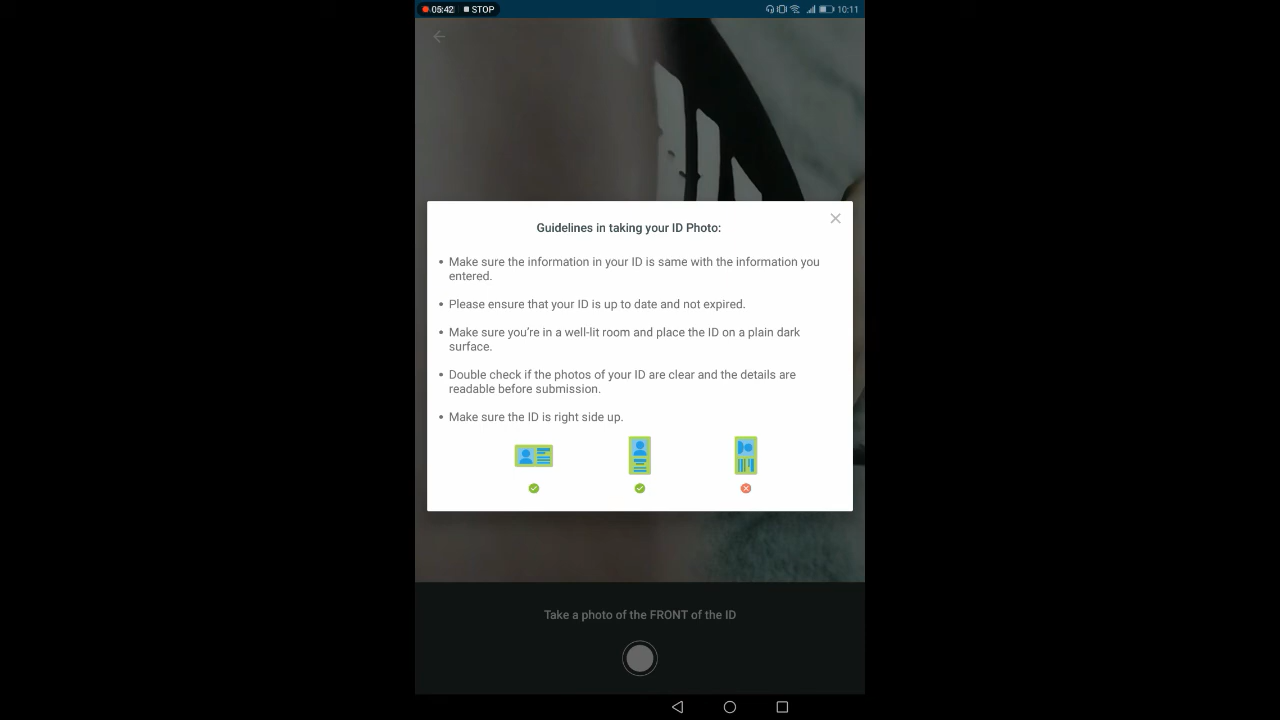 05:42 STOP 10:11
Guidelines in taking your ID Photo:
• Make sure the information in your ID is same with the information you
entered.
• Please ensure that your ID is up to date and not expired.
• Make sure you're in a well-lit room and place the ID on a plain dark
surface.
• Double check if the photos of your ID are clear and the details are
readable before submission.
• Make sure the ID is right side up.
Take a photo of the FRONT of the ID